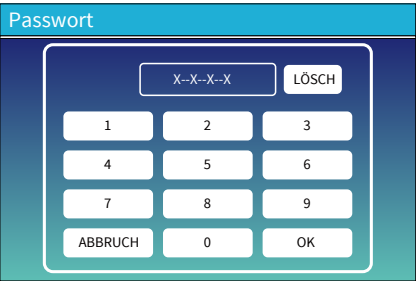 Passwort
X--X--X--X LÖSCH
1 2 3
4 5 6
7 8 9
ABBRUCH 0 OK